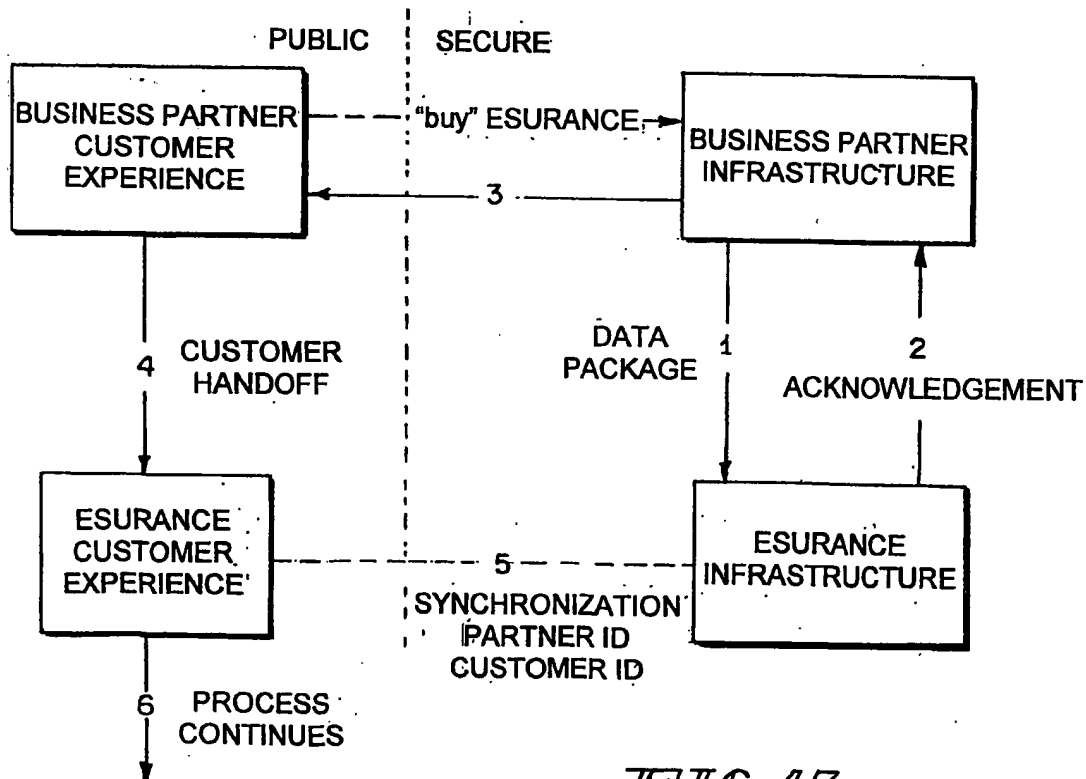 PUBLIC SECURE
BUSINESS PARTNER
CUSTOMER
EXPERIENCE
"buy" ESURANCE
BUSINESS PARTNER
INFRASTRUCTURE
3
4
CUSTOMER
HANDOFF
DATA
PACKAGE
1
2
ACKNOWLEDGEMENT
ESURANCE
CUSTOMER
EXPERIENCE
5
SYNCHRONIZATION
PARTNER ID
CUSTOMER ID
ESURANCE
INFRASTRUCTURE
6
PROCESS
CONTINUES